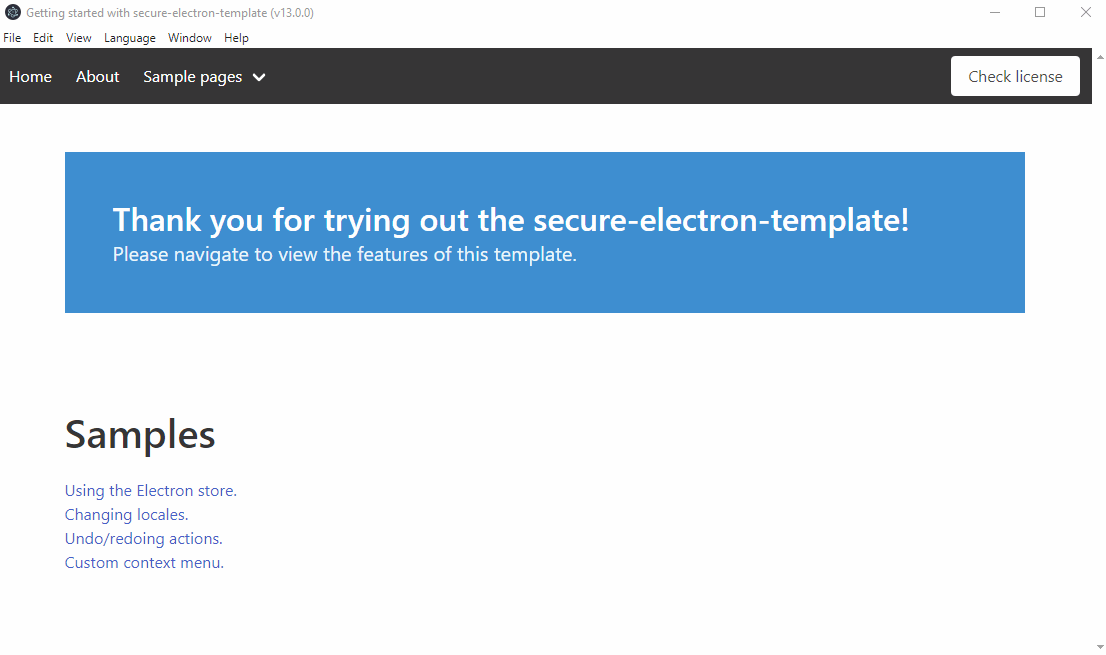 Getting started with secure-electron-template (v13.0.0)
File Edit View Language Window Help
Home About Sample pages Check license
Thank you for trying out the secure-electron-template!
Please navigate to view the features of this template.
Samples
Using the Electron store.
Changing locales.
Undo/redoing actions.
Custom context menu.